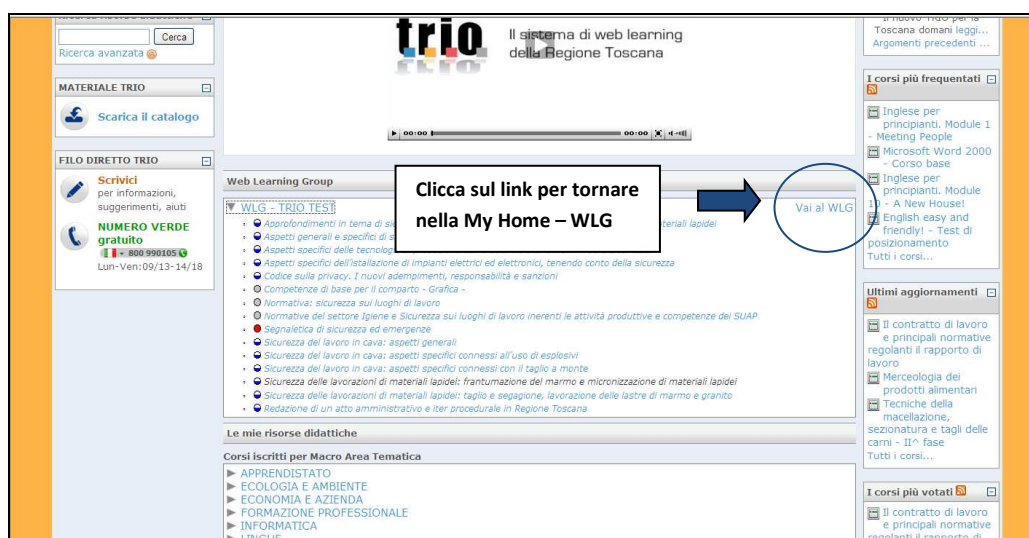 Ricerca risorse didattiche
Cerca
Ricerca avanzata
MATERIALE TRIO
Scarica il catalogo
FILO DIRETTO TRIO
Scrivici
per informazioni,
suggerimenti, aiuti
NUMERO VERDE
gratuito
800 990105
Lun-Ven:09/13-14/18
trio
Il sistema di web learning
della Regione Toscana
00:00
00:00
Web Learning Group
WLG - TRIO TEST
Vai al WLG
Clicca sul link per tornare
nella My Home – WLG
Approfondimenti in tema di
materiali lapidei
Aspetti generali e specifici di
Aspetti specifici delle
Aspetti specifici dell'istallazione di impianti elettrici ed elettronici, tenendo conto della sicurezza
Codice sulla privacy. I nuovi adempimenti, responsabilità e sanzioni
Competenze di base per il comparto - Grafica -
Normativa: sicurezza sui luoghi di lavoro
Normative del settore Igiene e Sicurezza sui luoghi di lavoro inerenti le attività produttive e competenze del SUAP
Segnaletica di sicurezza ed emergenze
Sicurezza del lavoro in cava: aspetti generali
Sicurezza del lavoro in cava: aspetti specifici connessi all'uso di esplosivi
Sicurezza del lavoro in cava: aspetti specifici connessi con il taglio a monte
Sicurezza delle lavorazioni di materiali lapidei: frantumazione del marmo e micronizzazione di materiali lapidei
Sicurezza delle lavorazioni di materiali lapidei: taglio e segagione, lavorazione delle lastre di marmo e granito
Redazione di un atto amministrativo e iter procedurale in Regione Toscana
Le mie risorse didattiche
Corsi iscritti per Macro Area Tematica
APPRENDISTATO
ECOLOGIA E AMBIENTE
ECONOMIA E AZIENDA
FORMAZIONE PROFESSIONALE
INFORMATICA
LINGUE
Il nuovo TRIO per la
Toscana domani leggi...
Argomenti precedenti ...
I corsi più frequentati
Inglese per
principianti. Module 1
- Meeting People
Microsoft Word 2000
- Corso base
Inglese per
principianti. Module
10 - A New House!
English easy and
friendly! - Test di
posizionamento
Tutti i corsi...
Ultimi aggiornamenti
Il contratto di lavoro
e principali normative
regolanti il rapporto di
lavoro
Merceologia dei
prodotti alimentari
Tecniche della
macellazione,
sezionatura e tagli delle
carni - II^ fase
Tutti i corsi...
I corsi più votati
Il contratto di lavoro
e principali normative
regolanti il rapporto di